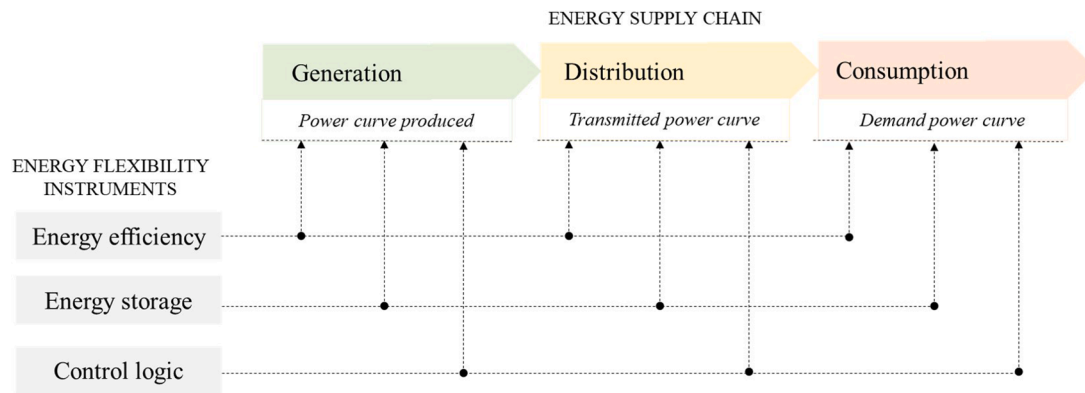 ENERGY SUPPLY CHAIN
Generation
Distribution
Consumption
Power curve produced
Transmitted power curve
Demand power curve
ENERGY FLEXIBILITY
INSTRUMENTS
Energy efficiency
Energy storage
Control logic